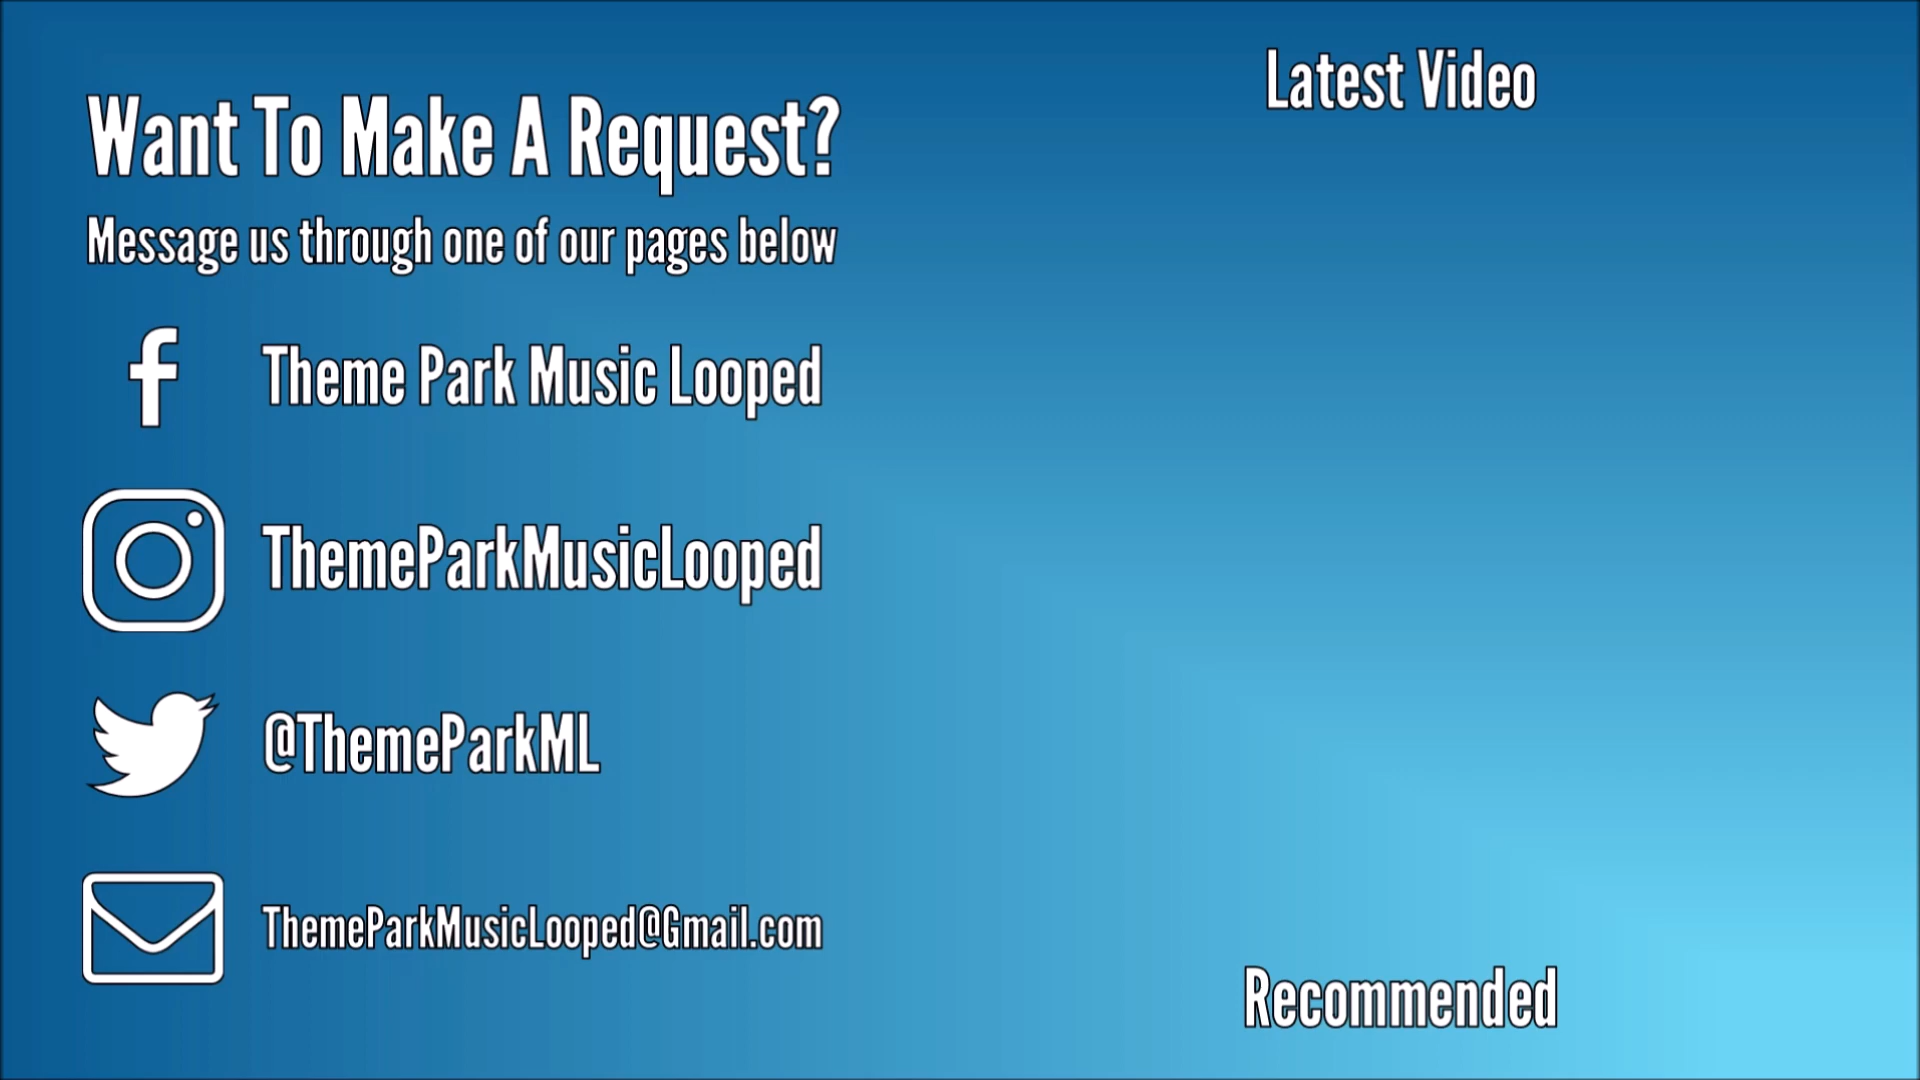 Want To Make A Request?
Message us through one of our pages below
Theme Park Music Looped
ThemeParkMusicLooped
@ThemeParkML
ThemeParkMusicLooped@Gmail.com
Latest Video
Recommended